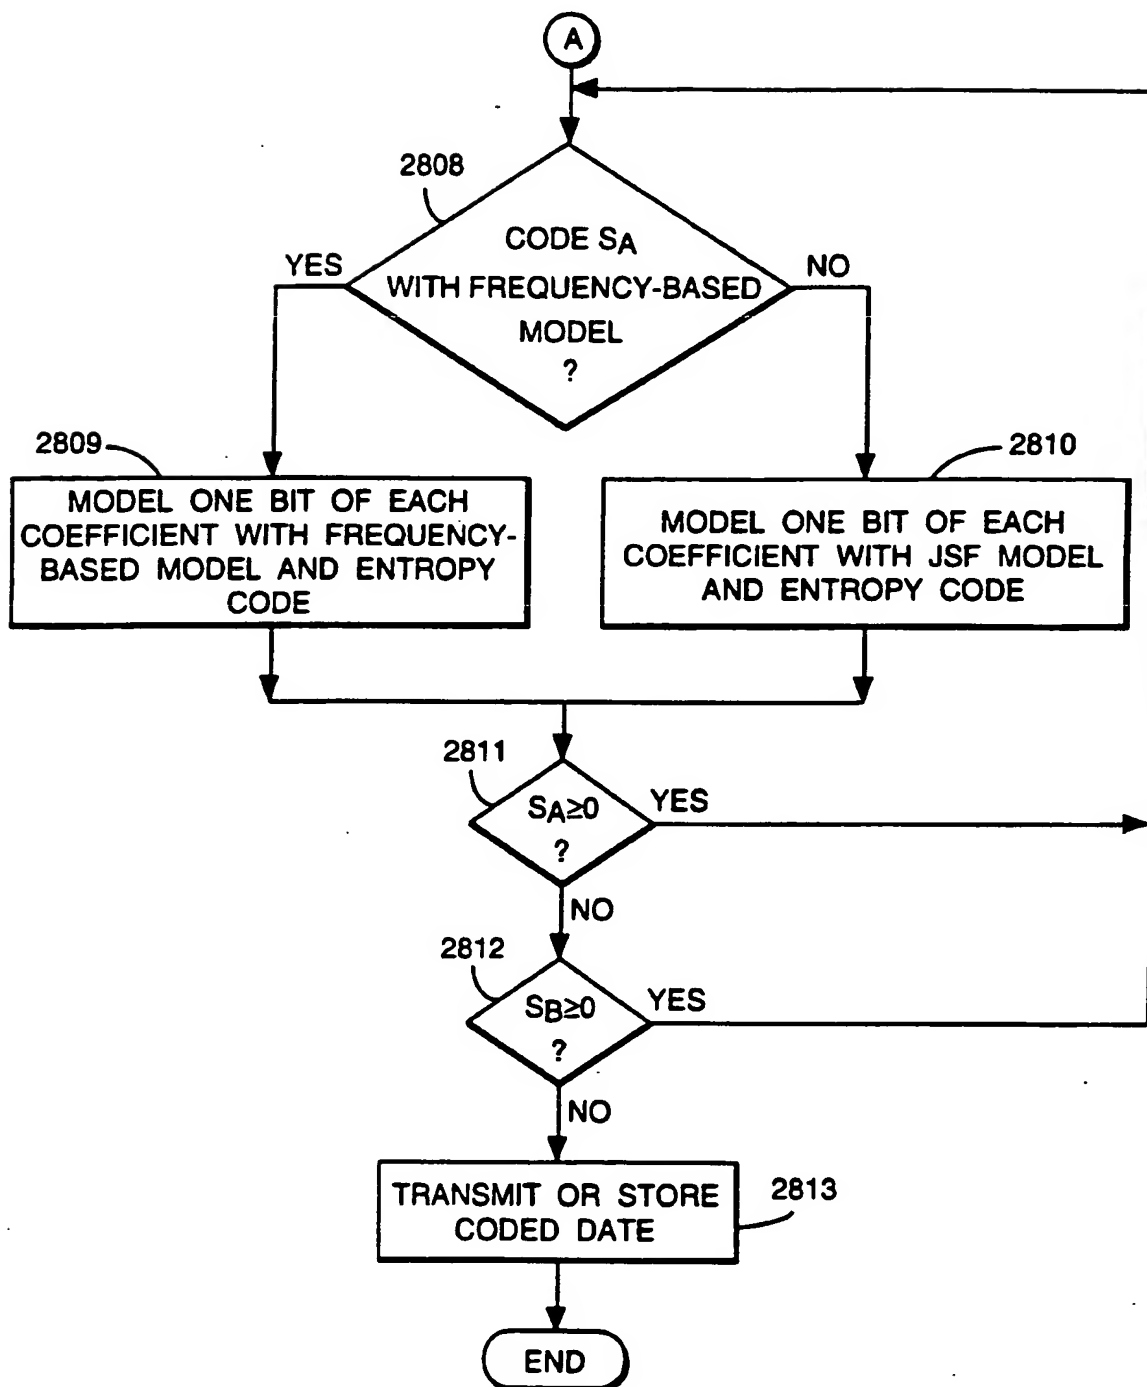 A
2808
CODE SA
WITH FREQUENCY-BASED
MODEL
?
YES
NO
2809
2810
MODEL ONE BIT OF EACH
COEFFICIENT WITH FREQUENCY-
BASED MODEL AND ENTROPY
CODE
MODEL ONE BIT OF EACH
COEFFICIENT WITH JSF MODEL
AND ENTROPY CODE
2811
SA≥0
?
YES
NO
2812
SB≥0
?
YES
NO
TRANSMIT OR STORE
CODED DATE
2813
END